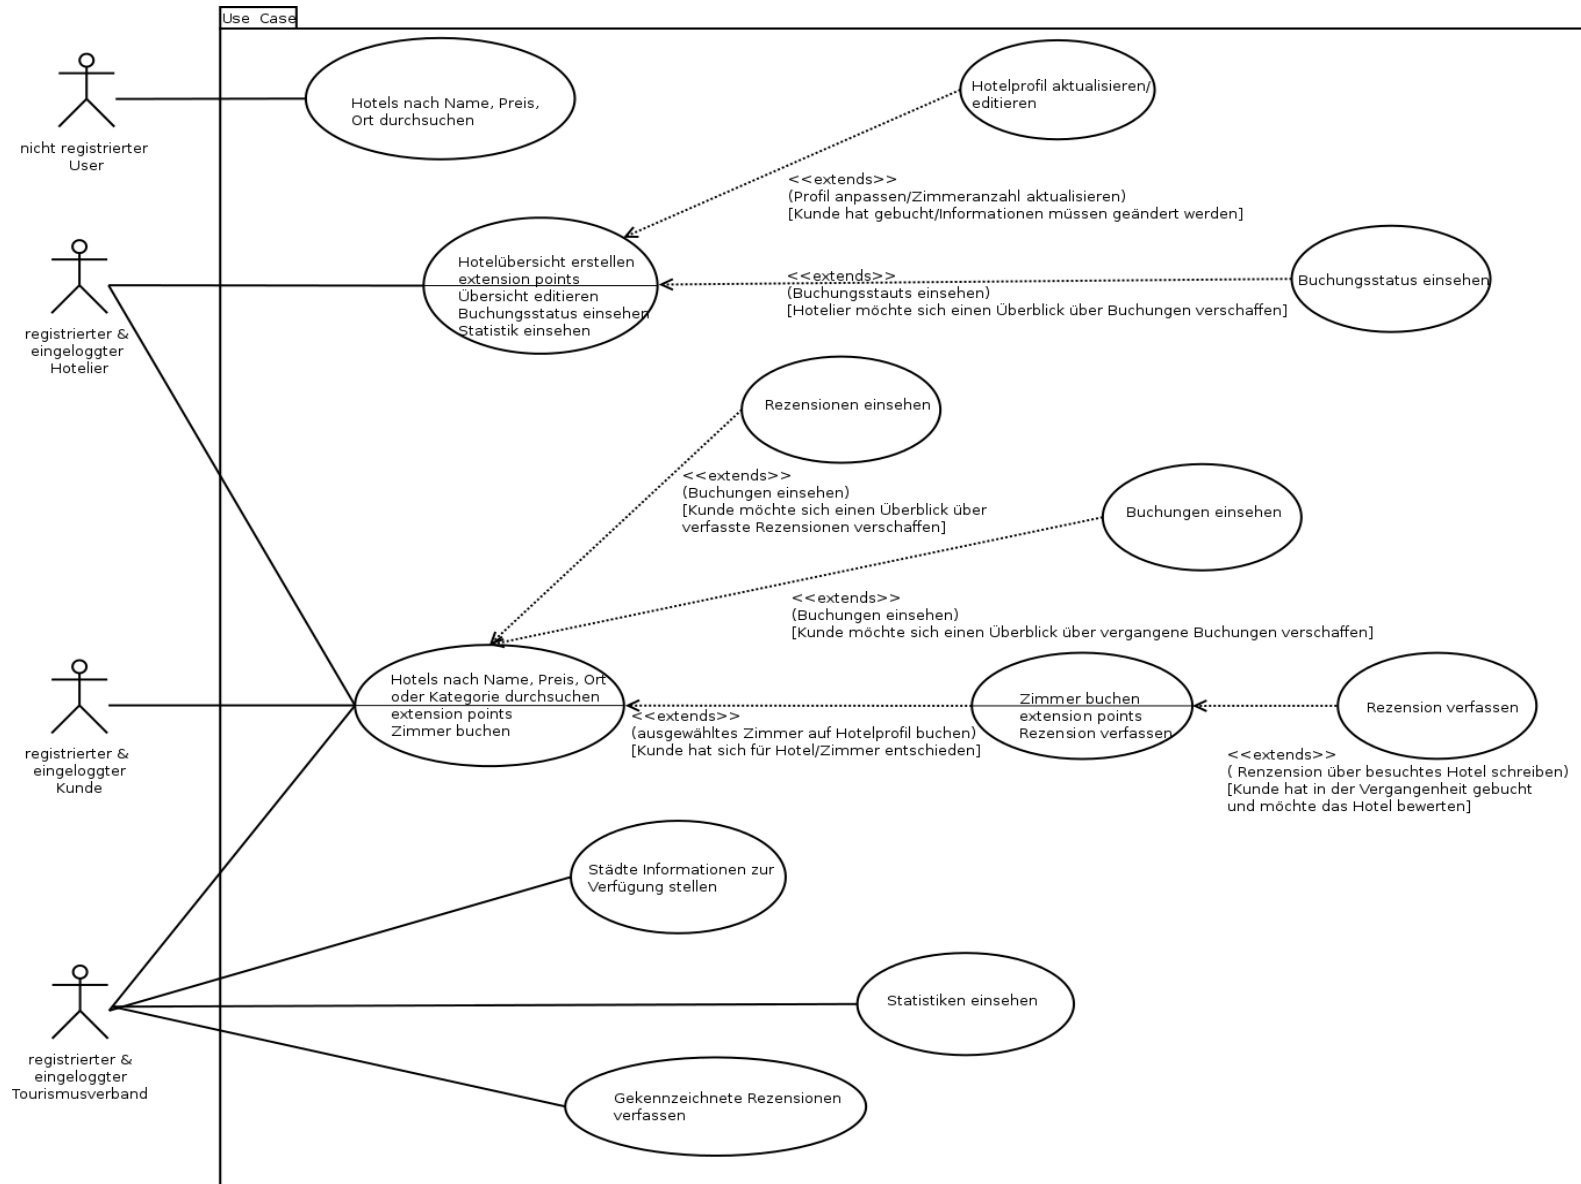 Use Case
nicht registrierter
User
Hotels nach Name, Preis,
Ort durchsuchen
Hotelprofil aktualisieren/
editieren
<<extends>>
(Profil anpassen/Zimmeranzahl aktualisieren)
[Kunde hat gebucht/Informationen müssen geändert werden]
registrierter &
eingeloggter
Hotelier
Hotelübersicht erstellen
extension points
Übersicht editieren
Buchungsstatus einsehen
Statistik einsehen
<<extends>>
(Buchungsstauts einsehen)
[Hotelier möchte sich einen Überblick über Buchungen verschaffen]
Buchungsstatus einsehen
Rezensionen einsehen
<<extends>>
(Buchungen einsehen)
[Kunde möchte sich einen Überblick über
verfasste Rezensionen verschaffen]
Buchungen einsehen
<<extends>>
(Buchungen einsehen)
[Kunde möchte sich einen Überblick über vergangene Buchungen verschaffen]
registrierter &
eingeloggter
Kunde
Hotels nach Name, Preis, Ort
oder Kategorie durchsuchen
extension points
Zimmer buchen
<<extends>>
(ausgewähltes Zimmer auf Hotelprofil buchen)
[Kunde hat sich für Hotel/Zimmer entschieden]
Zimmer buchen
extension points
Rezension verfassen
Rezension verfassen
<<extends>>
( Renzension über besuchtes Hotel schreiben)
[Kunde hat in der Vergangenheit gebucht
und möchte das Hotel bewerten]
Städte Informationen zur
Verfügung stellen
Statistiken einsehen
registrierter &
eingeloggter
Tourismusverband
Gekennzeichnete Rezensionen
verfassen